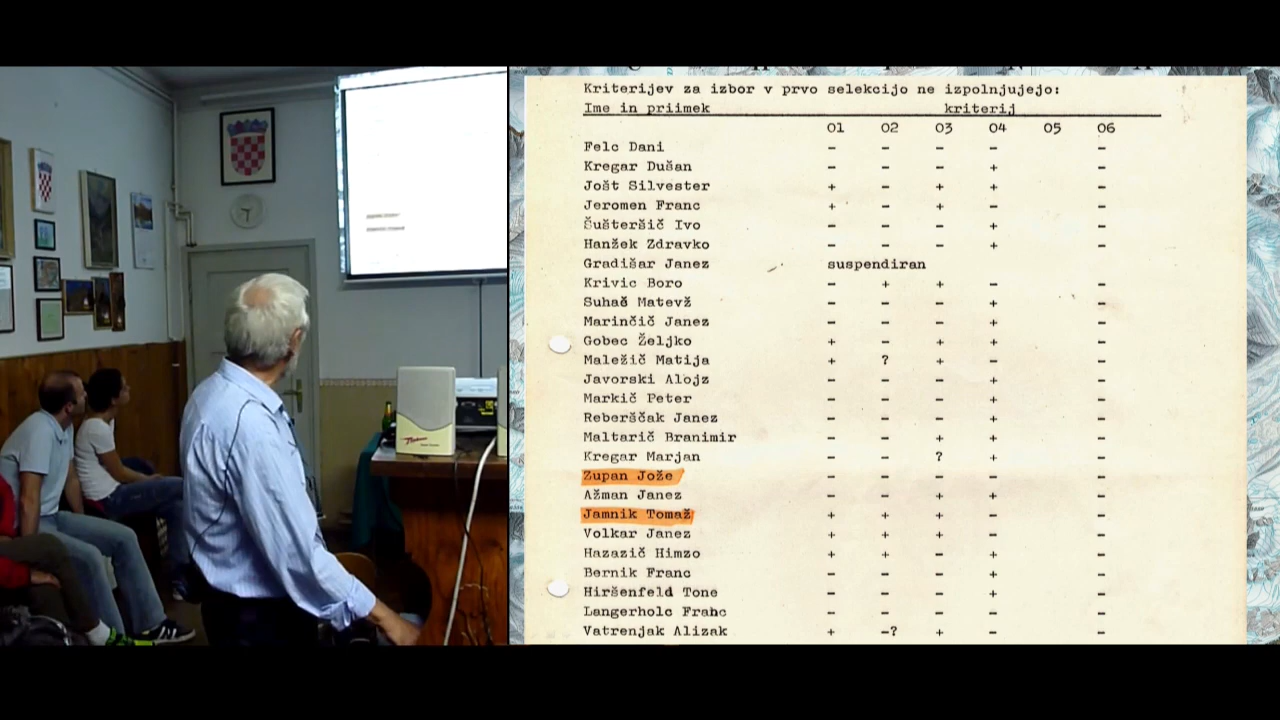 Kriterijev za izbor v prvo selekcijo ne izpolnjujejo:
Ime in priimek kriterij
01 02 03 04 05 06
Felc Dani - - - - -
Kregar Dušan - - - + -
Jošt Silvester + - + + -
Jeromen Franc + - + - -
Šušteršič Ivo - - - + -
Hanžek Zdravko - - - + -
Gradišar Janez suspendiran
Krivic Boro - + + - -
Suhač Matevž - - - + -
Marinčič Janez - - - + -
Gobec Željko + - + + -
Maležič Matija + ? + - -
Javorski Alojz - - - + -
Markič Peter - - - + -
Reberščak Janez - - - + -
Maltarič Branimir - - + + -
Kregar Marjan - - ? + -
Zupan Jože - - - - -
Ažman Janez - - + + -
Jamnik Tomaž + + + - -
Volkar Janez + + + - -
Hazazič Himzo + + - + -
Bernik Franc - - - + -
Hiršenfeld Tone - - - + -
Langerholc Franc - - - - -
Vatrenjak Alizak + -? + - -